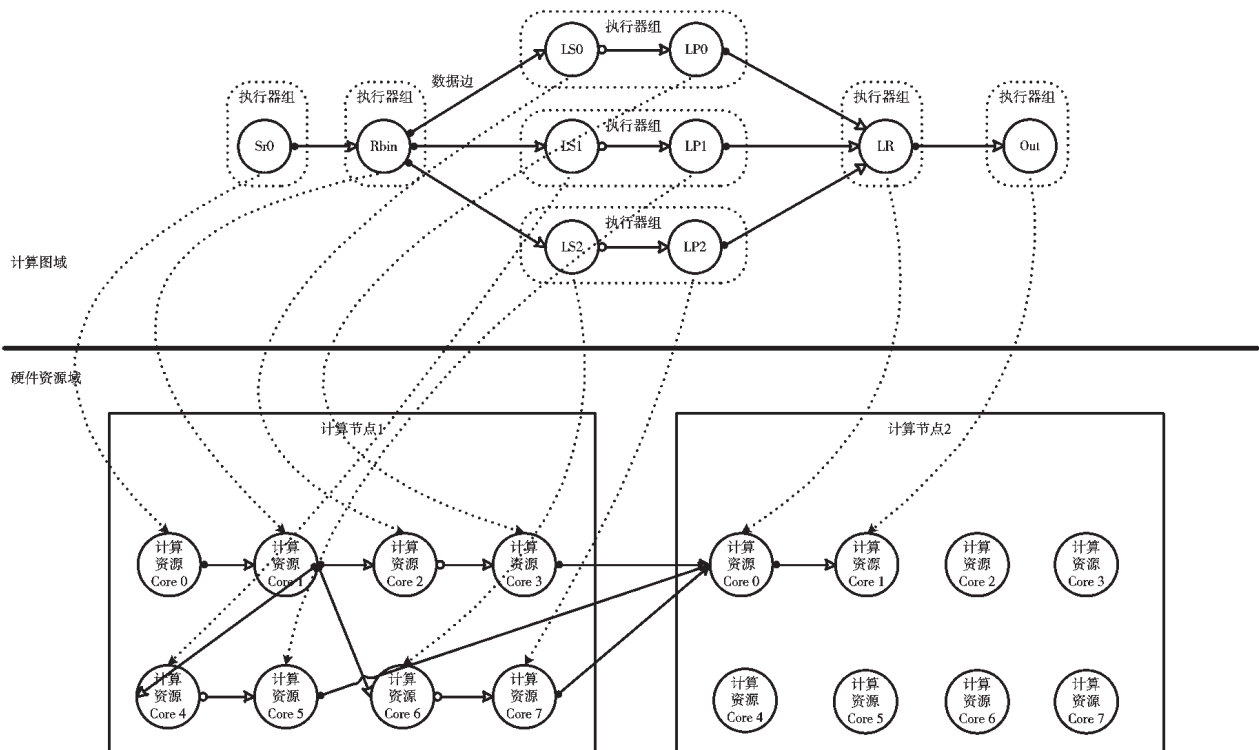 执行器组
LS0
LP0
数据边
执行器组
执行器组
执行器组
执行器组
执行器组
Sr0
Rbin
LS1
LP1
LR
Out
执行器组
LS2
LP2
计算图域
硬件资源域
计算节点1
计算节点2
计算
资源
Core 0
计算
资源
Core 1
计算
资源
Core 2
计算
资源
Core 3
计算
资源
Core 0
计算
资源
Core 1
计算
资源
Core 2
计算
资源
Core 3
计算
资源
Core 4
计算
资源
Core 5
计算
资源
Core 6
计算
资源
Core 7
计算
资源
Core 4
计算
资源
Core 5
计算
资源
Core 6
计算
资源
Core 7